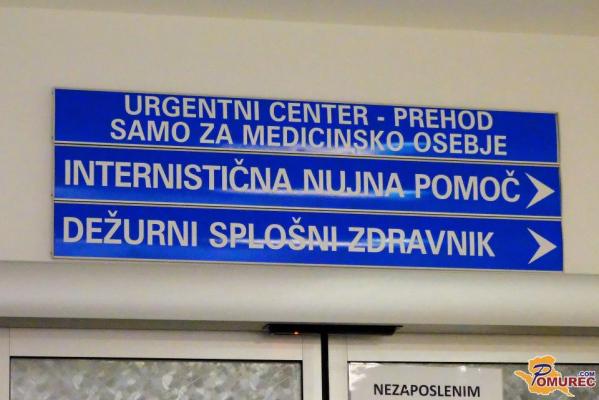 URGENTNI CENTER - PREHOD
SAMO ZA MEDICINSKO OSEBJE
INTERNISTIČNA NUJNA POMOČ
DEŽURNI SPLOŠNI ZDRAVNIK
NEZAPOSLENIM
POMUREC.COM